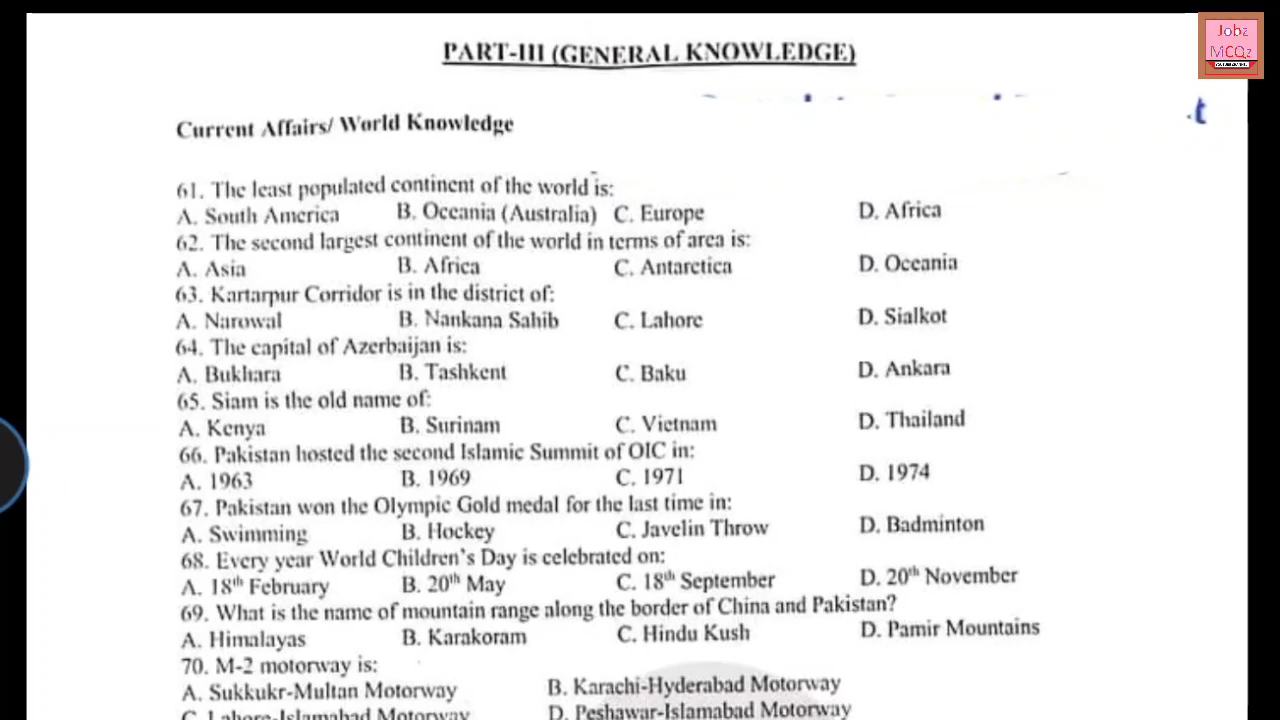 Jobz
MCQz
PART-III (GENERAL KNOWLEDGE)
Current Affairs/ World Knowledge
61. The least populated continent of the world is:
A. South America B. Oceania (Australia) C. Europe D. Africa
62. The second largest continent of the world in terms of area is:
A. Asia B. Africa C. Antarctica D. Oceania
63. Kartarpur Corridor is in the district of:
A. Narowal B. Nankana Sahib C. Lahore D. Sialkot
64. The capital of Azerbaijan is:
A. Bukhara B. Tashkent C. Baku D. Ankara
65. Siam is the old name of:
A. Kenya B. Surinam C. Vietnam D. Thailand
66. Pakistan hosted the second Islamic Summit of OIC in:
A. 1963 B. 1969 C. 1971 D. 1974
67. Pakistan won the Olympic Gold medal for the last time in:
A. Swimming B. Hockey C. Javelin Throw D. Badminton
68. Every year World Children's Day is celebrated on:
A. 18th February B. 20th May C. 18th September D. 20th November
69. What is the name of mountain range along the border of China and Pakistan?
A. Himalayas B. Karakoram C. Hindu Kush D. Pamir Mountains
70. M-2 motorway is:
A. Sukkukr-Multan Motorway B. Karachi-Hyderabad Motorway
C. Lahore-Islamabad Motorway D. Peshawar-Islamabad Motorway